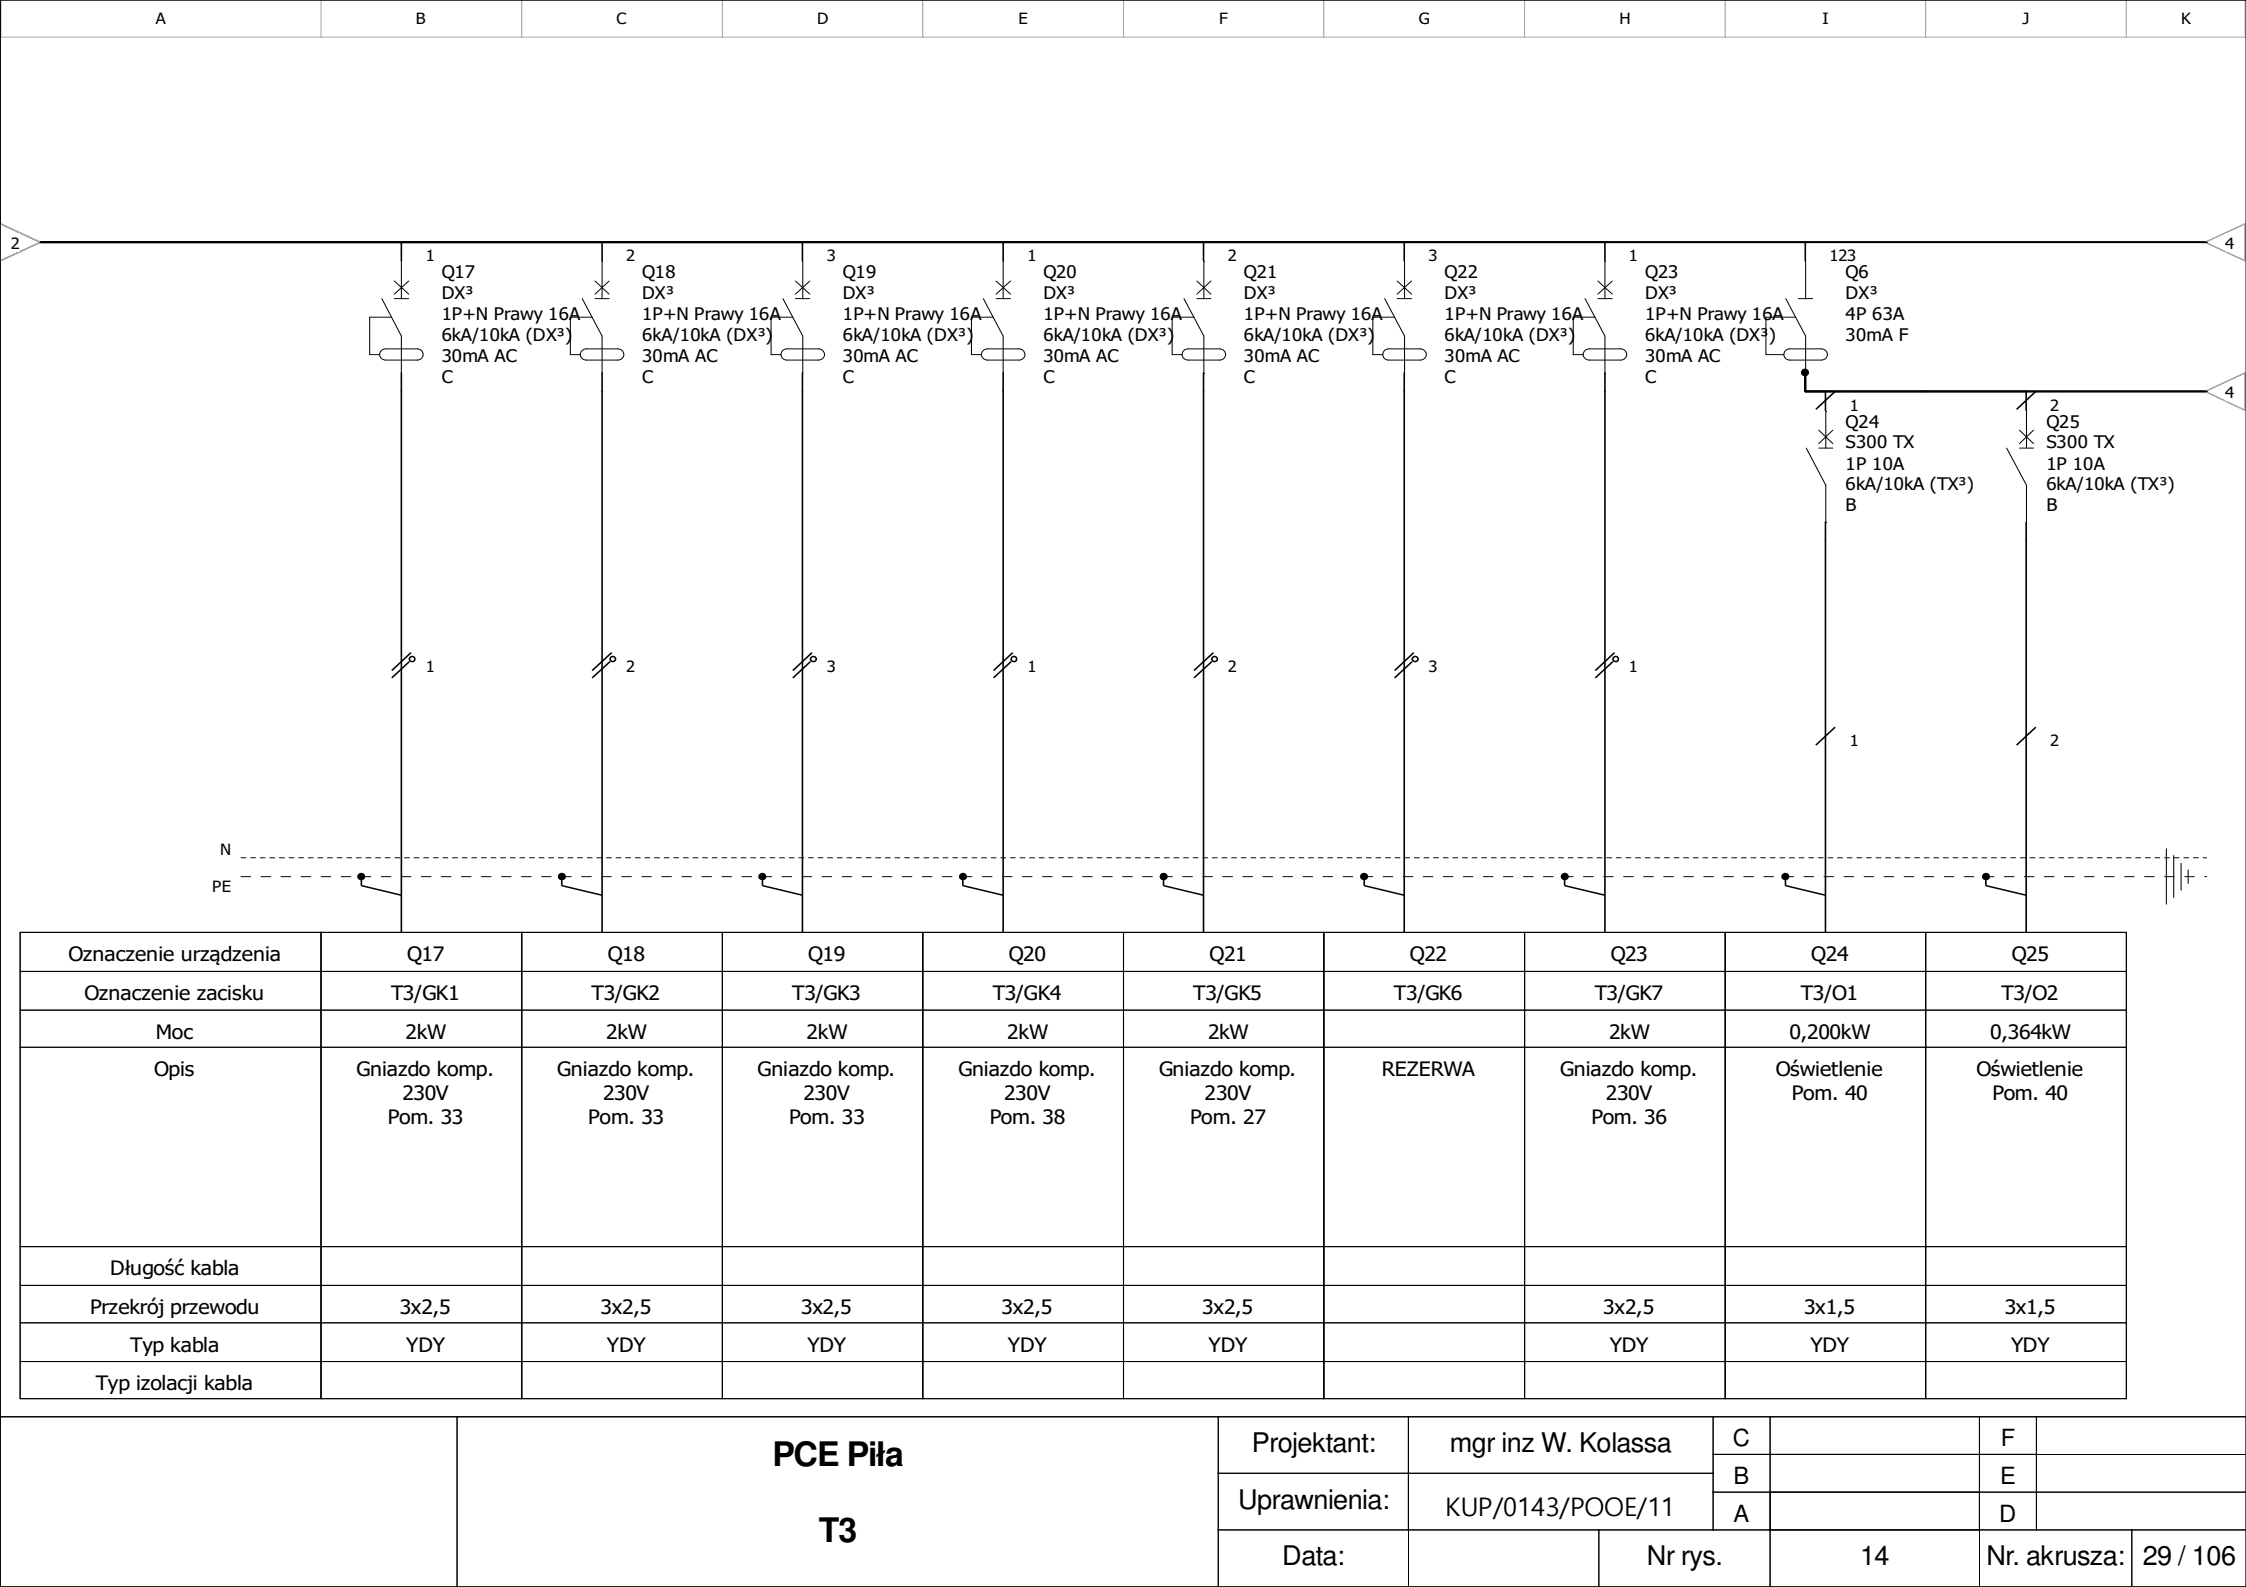 A B C D E F G H I J K
2 4
1 2 3 1 2 3 1 123
Q17 Q18 Q19 Q20 Q21 Q22 Q23 Q6
DX³ DX³ DX³ DX³ DX³ DX³ DX³ DX³
1P+N Prawy 16A 1P+N Prawy 16A 1P+N Prawy 16A 1P+N Prawy 16A 1P+N Prawy 16A 1P+N Prawy 16A 1P+N Prawy 16A 4P 63A
6kA/10kA (DX³) 6kA/10kA (DX³) 6kA/10kA (DX³) 6kA/10kA (DX³) 6kA/10kA (DX³) 6kA/10kA (DX³) 6kA/10kA (DX³) 30mA F
30mA AC 30mA AC 30mA AC 30mA AC 30mA AC 30mA AC 30mA AC
C C C C C C C
4
1 2
Q24 Q25
S300 TX S300 TX
1P 10A 1P 10A
6kA/10kA (TX³) 6kA/10kA (TX³)
B B
1 2 3 1 2 3 1
1 2
N
PE
Oznaczenie urządzenia Q17 Q18 Q19 Q20 Q21 Q22 Q23 Q24 Q25
Oznaczenie zacisku T3/GK1 T3/GK2 T3/GK3 T3/GK4 T3/GK5 T3/GK6 T3/GK7 T3/O1 T3/O2
Moc 2kW 2kW 2kW 2kW 2kW 2kW 0,200kW 0,364kW
Opis Gniazdo komp. Gniazdo komp. Gniazdo komp. Gniazdo komp. Gniazdo komp. REZERWA Gniazdo komp. Oświetlenie Oświetlenie
230V 230V 230V 230V 230V 230V Pom. 40 Pom. 40
Pom. 33 Pom. 33 Pom. 33 Pom. 38 Pom. 27 Pom. 36
Długość kabla
Przekrój przewodu 3x2,5 3x2,5 3x2,5 3x2,5 3x2,5 3x2,5 3x1,5 3x1,5
Typ kabla YDY YDY YDY YDY YDY YDY YDY YDY
Typ izolacji kabla
PCE Piła
T3
Projektant: mgr inz W. Kolassa C F
B E
Uprawnienia: KUP/0143/POOE/11 A D
Data: Nr rys. 14 Nr. akrusza: 29 / 106